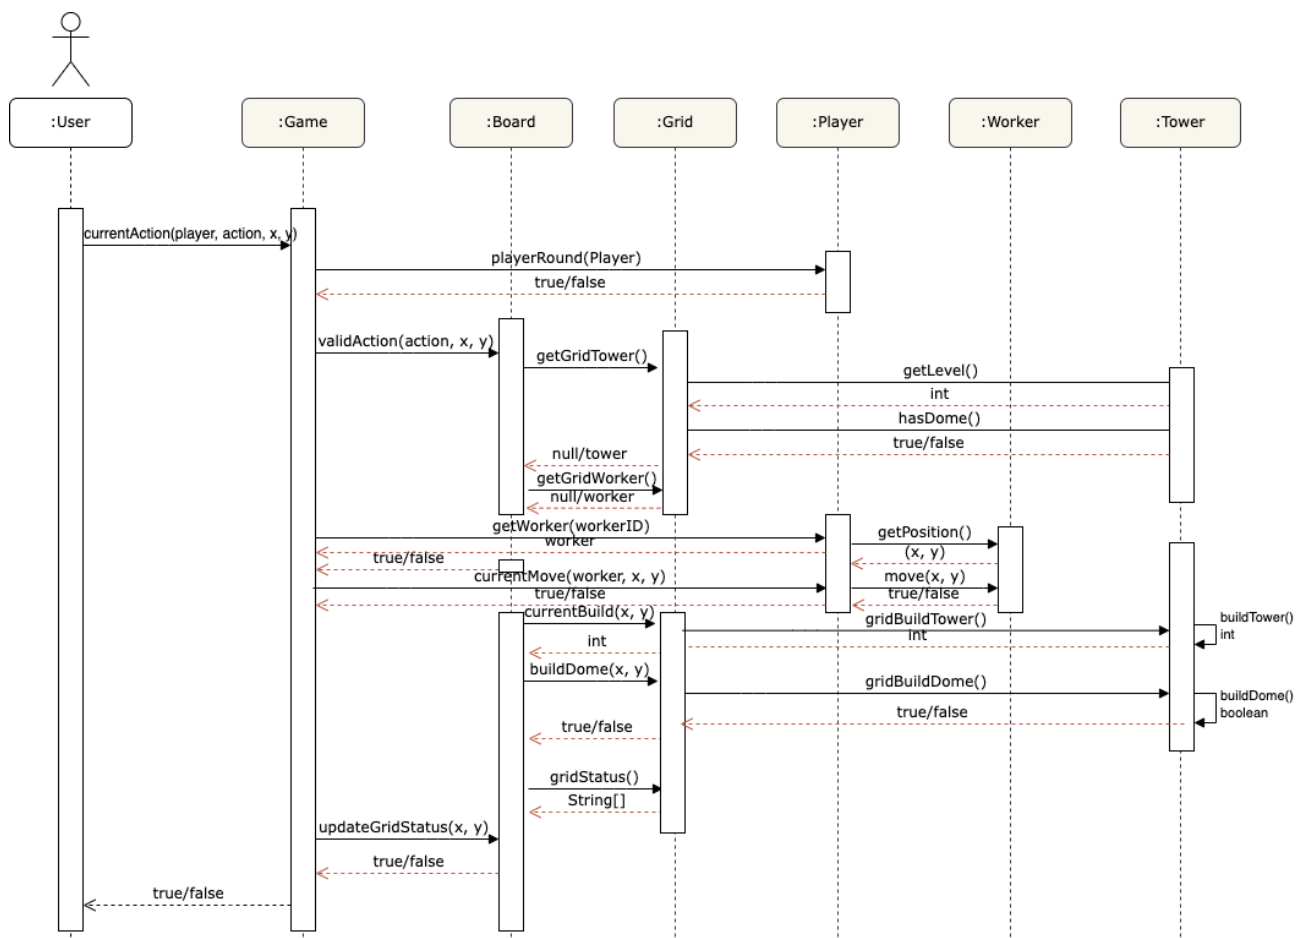 :User
:Game
:Board
:Grid
:Player
:Worker
:Tower
currentAction(player, action, x, y)
playerRound(Player)
true/false
validAction(action, x, y)
getGridTower()
getLevel()
int
hasDome()
true/false
null/tower
getGridWorker()
null/worker
getWorker(workerID)
worker
getPosition()
(x, y)
true/false
currentMove(worker, x, y)
move(x, y)
true/false
true/false
currentBuild(x, y)
gridBuildTower()
buildTower()
int
int
int
buildDome(x, y)
gridBuildDome()
buildDome()
boolean
true/false
true/false
gridStatus()
String[]
updateGridStatus(x, y)
true/false
true/false